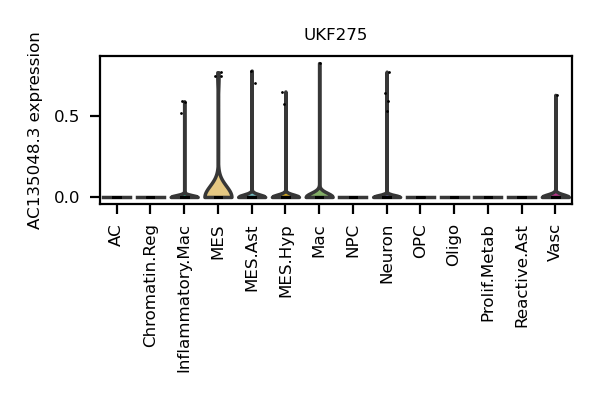 UKF275
AC135048.3 expression
0.5
0.0
AC
Chromatin.Reg
Inflammatory.Mac
MES
MES.Ast
MES.Hyp
Mac
NPC
Neuron
OPC
Oligo
Prolif.Metab
Reactive.Ast
Vasc